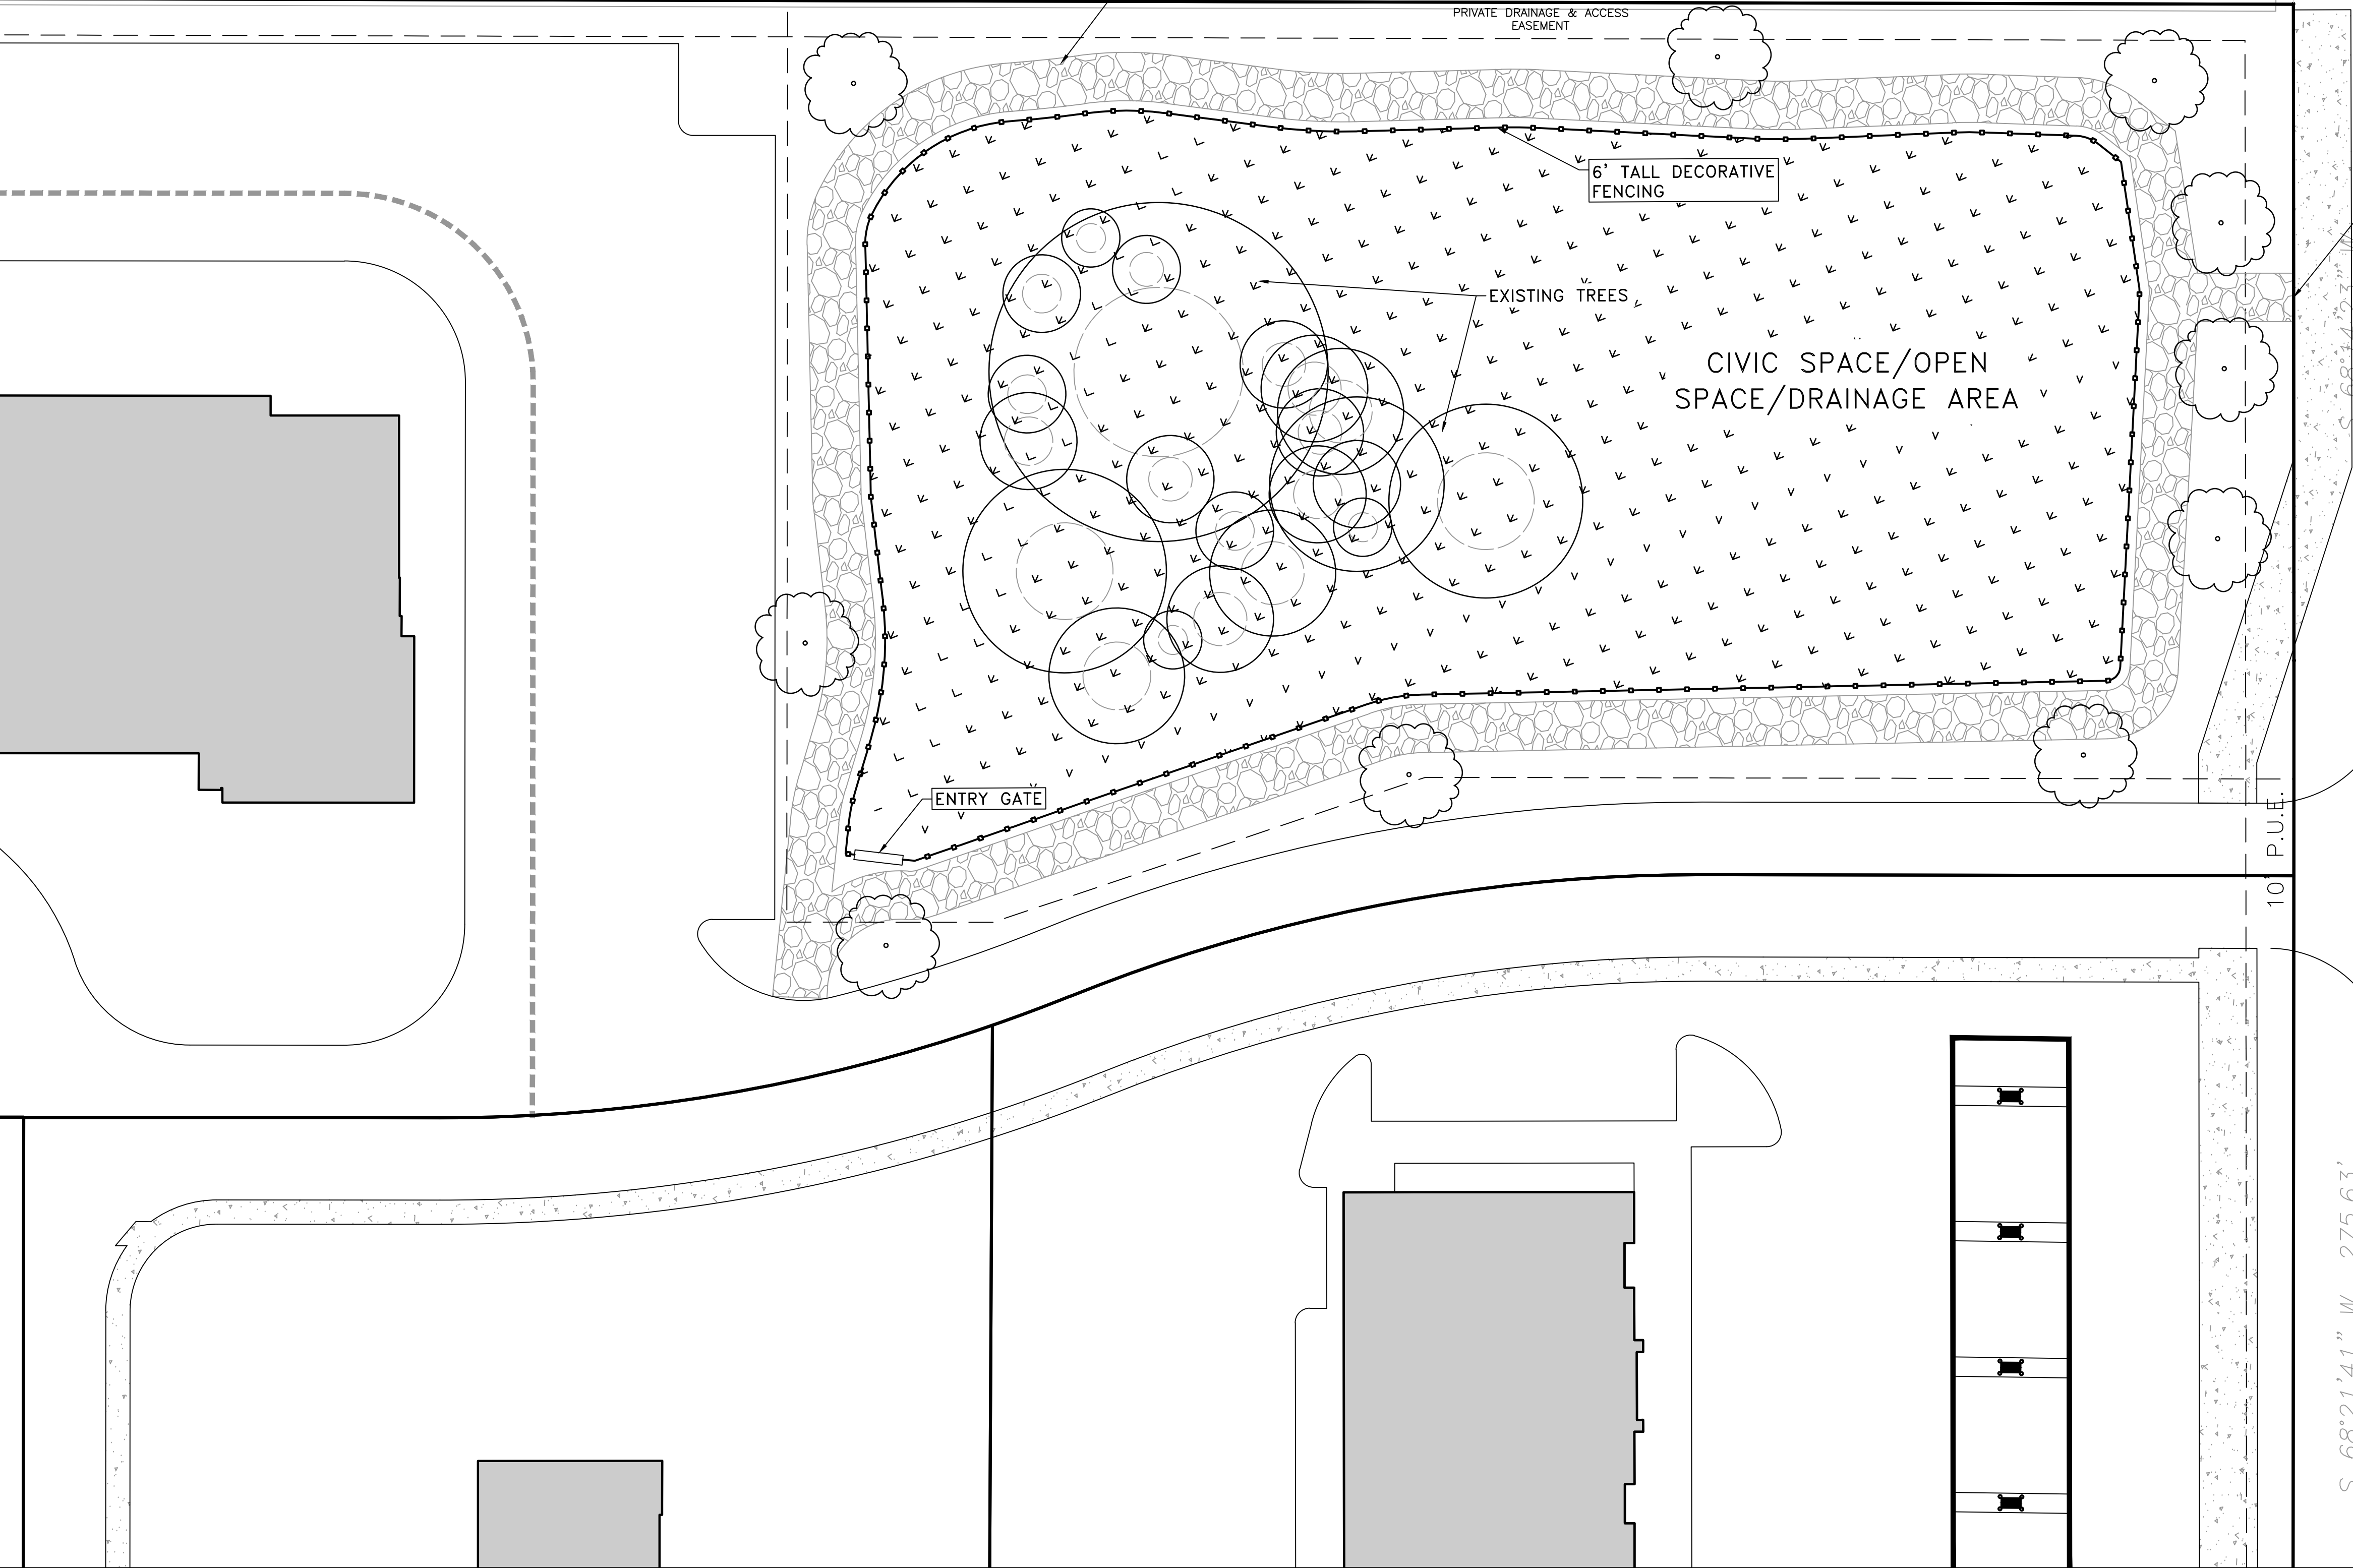 PRIVATE DRAINAGE & ACCESS
EASEMENT
6' TALL DECORATIVE
FENCING
EXISTING TREES
CIVIC SPACE/OPEN
SPACE/DRAINAGE AREA
ENTRY GATE
10' P.U.E.
S 68°21'41" W 275.63'